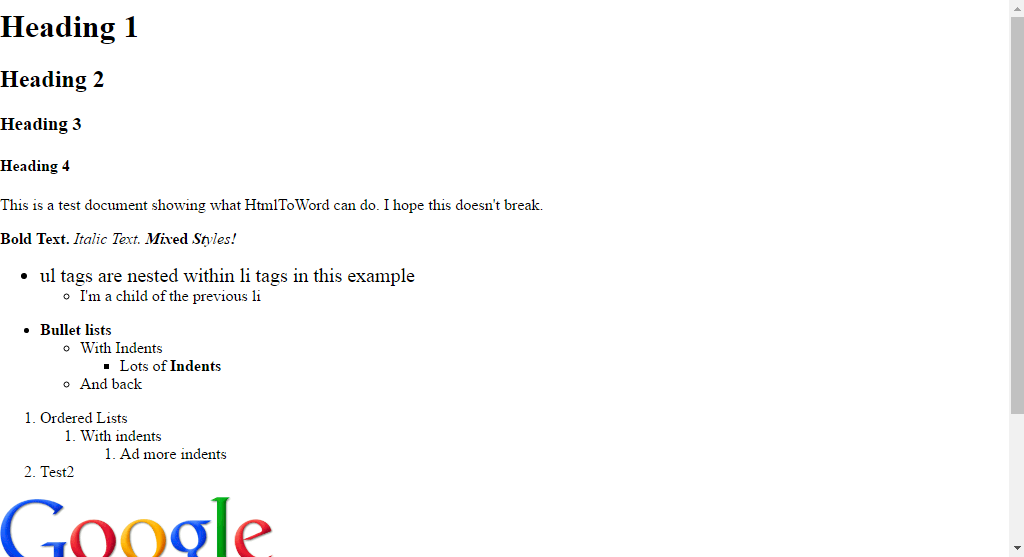 Heading 1
Heading 2
Heading 3
Heading 4
This is a test document showing what HtmlToWord can do. I hope this doesn't break.
Bold Text. Italic Text. Mixed Styles!
ul tags are nested within li tags in this example
I'm a child of the previous li
Bullet lists
With Indents
Lots of Indents
And back
1. Ordered Lists
1. With indents
1. Ad more indents
2. Test2
Google